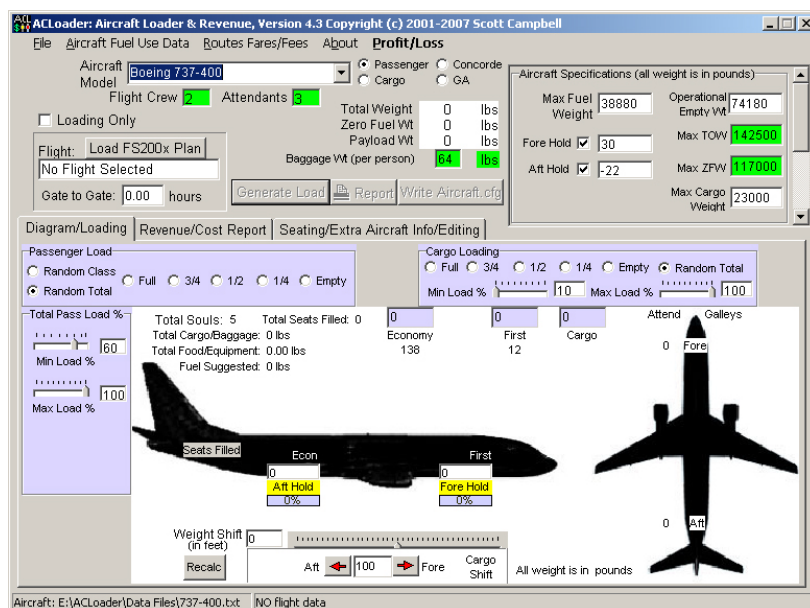 ACLoader: Aircraft Loader & Revenue, Version 4.3 Copyright (c) 2001-2007 Scott Campbell
File Aircraft Fuel Use Data Routes Fares/Fees About Profit/Loss
Aircraft Model Boeing 737-400
Passenger Concorde
Cargo GA
Flight Crew 2 Attendants 3
Loading Only
Total Weight 0 lbs
Zero Fuel Wt 0 lbs
Payload Wt 0 lbs
Baggage Wt (per person) 64 lbs
Flight: Load FS200x Plan
No Flight Selected
Gate to Gate: 0.00 hours
Generate Load Report Write Aircraft.cfg
Aircraft Specifications (all weight is in pounds)
Max Fuel Weight 38880 Operational Empty Wt 74180
Fore Hold 30 Max TOW 142500
Aft Hold -22 Max ZFW 117000
Max Cargo Weight 23000
Diagram/Loading Revenue/Cost Report Seating/Extra Aircraft Info/Editing
Passenger Load
Random Class
Random Total
Full 3/4 1/2 1/4 Empty
Cargo Loading
Full 3/4 1/2 1/4 Empty Random Total
Min Load % 10 Max Load % 100
Total Pass Load %
60
Min Load %
100
Max Load %
Total Souls: 5 Total Seats Filled: 0
Total Cargo/Baggage: 0 lbs
Total Food/Equipment: 0.00 lbs
Fuel Suggested: 0 lbs
0 0 0
Economy First Cargo
138 12
Attend Galleys
0 Fore
Seats Filled
Econ First
0 0
Aft Hold Fore Hold
0% 0%
0 Aft
Weight Shift (in feet) 0
Recalc
Aft 100 Fore Cargo Shift
All weight is in pounds
Aircraft: E:\ACLoader\Data Files\737-400.txt NO flight data